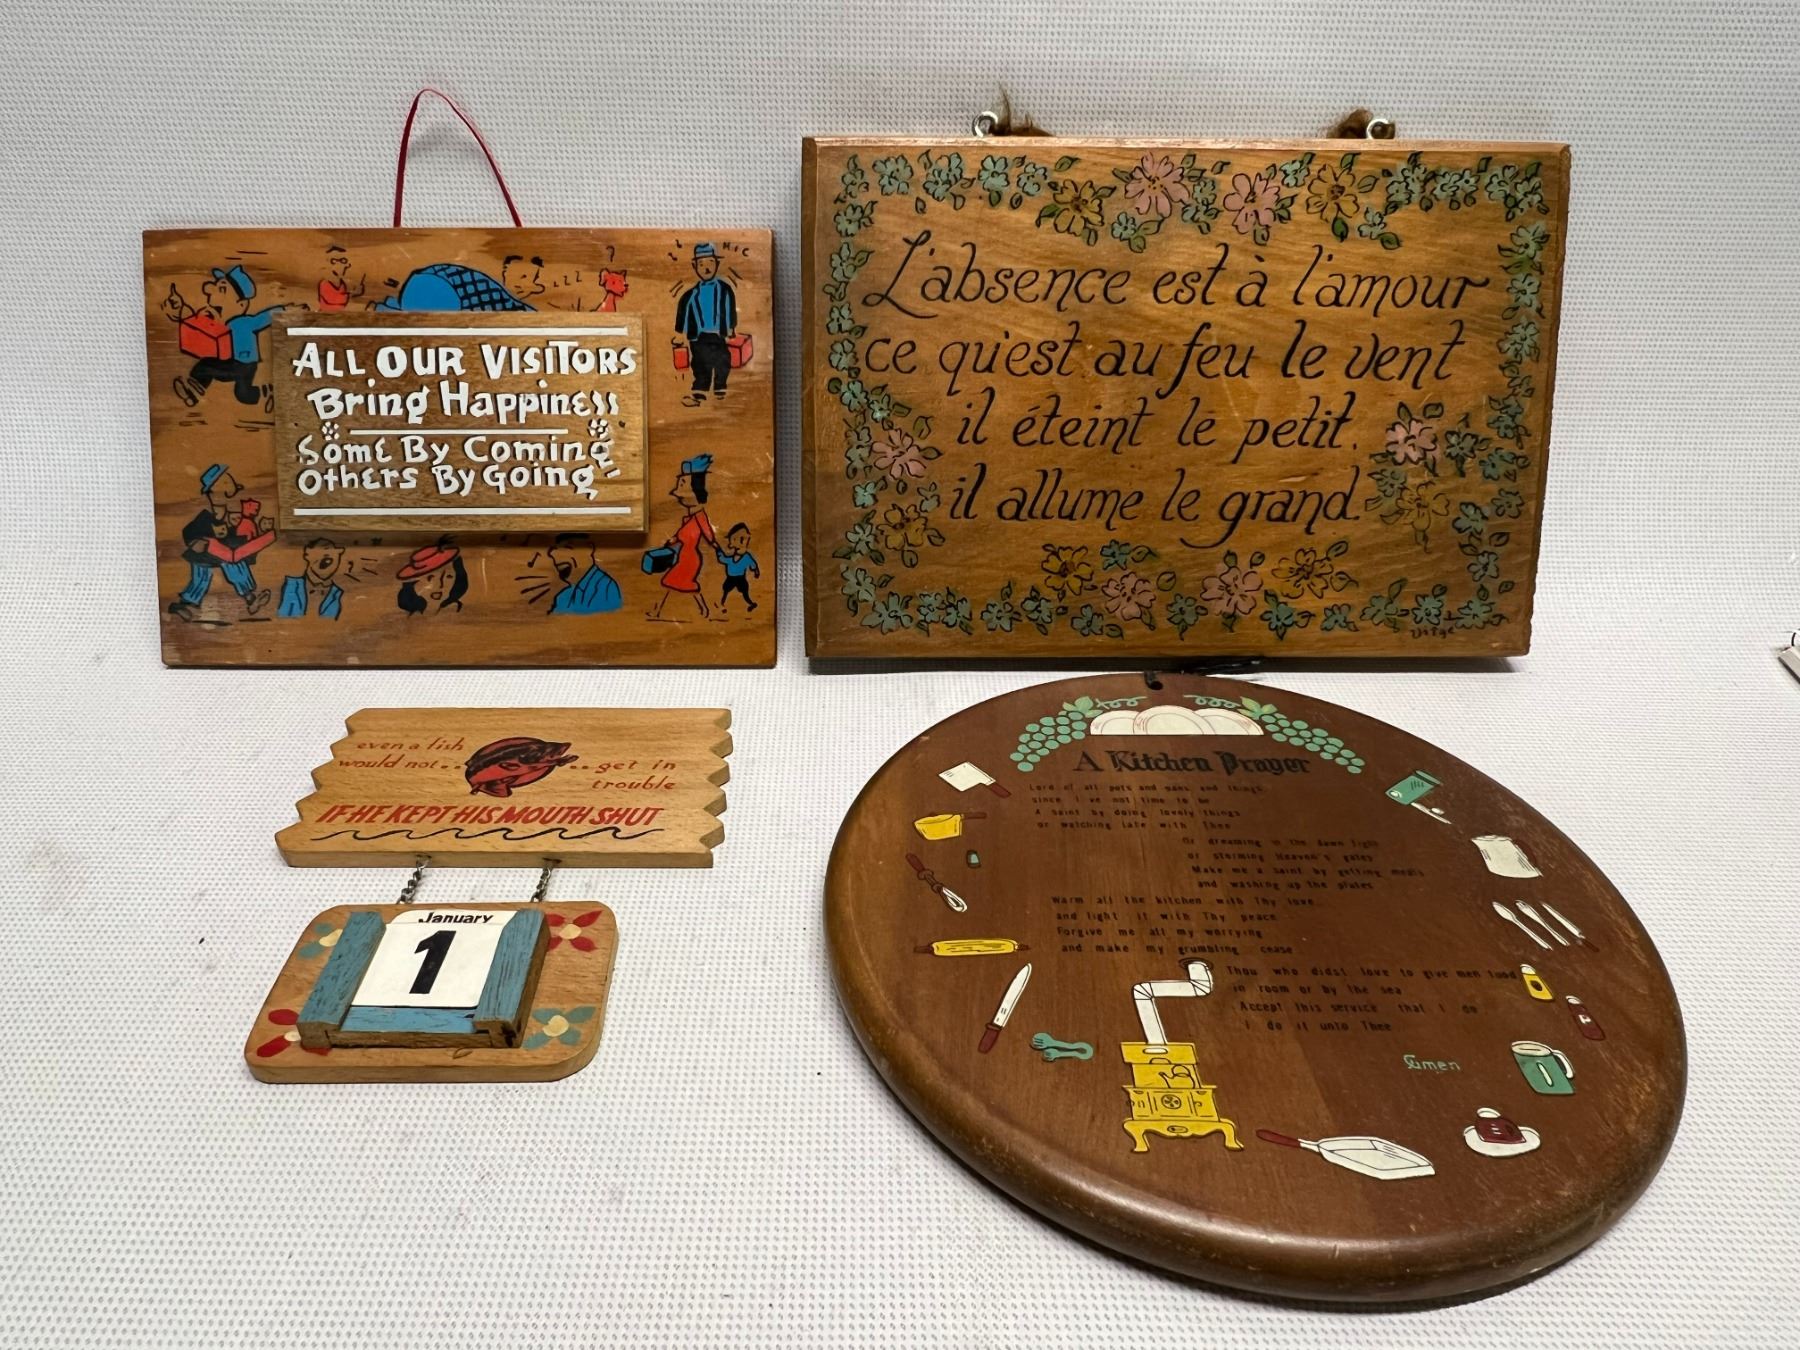 HIC
?
zzz
ALL OUR VISITORS
Bring Happiness
Some By Coming
Others By Going
L'absence est à l'amour
ce qu'est au feu le vent
il éteint le petit,
il allume le grand.
even a fish
would not..
..get in
trouble
IF HE KEPT HIS MOUTH SHUT
January
1
A Kitchen Prayer
Lord of all pots and pans and things
since I've not time to be
A saint by doing lovely things
or watching late with Thee
Or dreaming in the dawn light
or storming Heaven's gates
Make me a saint by getting meals
and washing up the plates
Warm all the kitchen with Thy love
and light it with Thy peace
Forgive me all my worrying
and make my grumbling cease
Thou who didst love to give men food
in room or by the sea
Accept this service that I do
I do it unto Thee